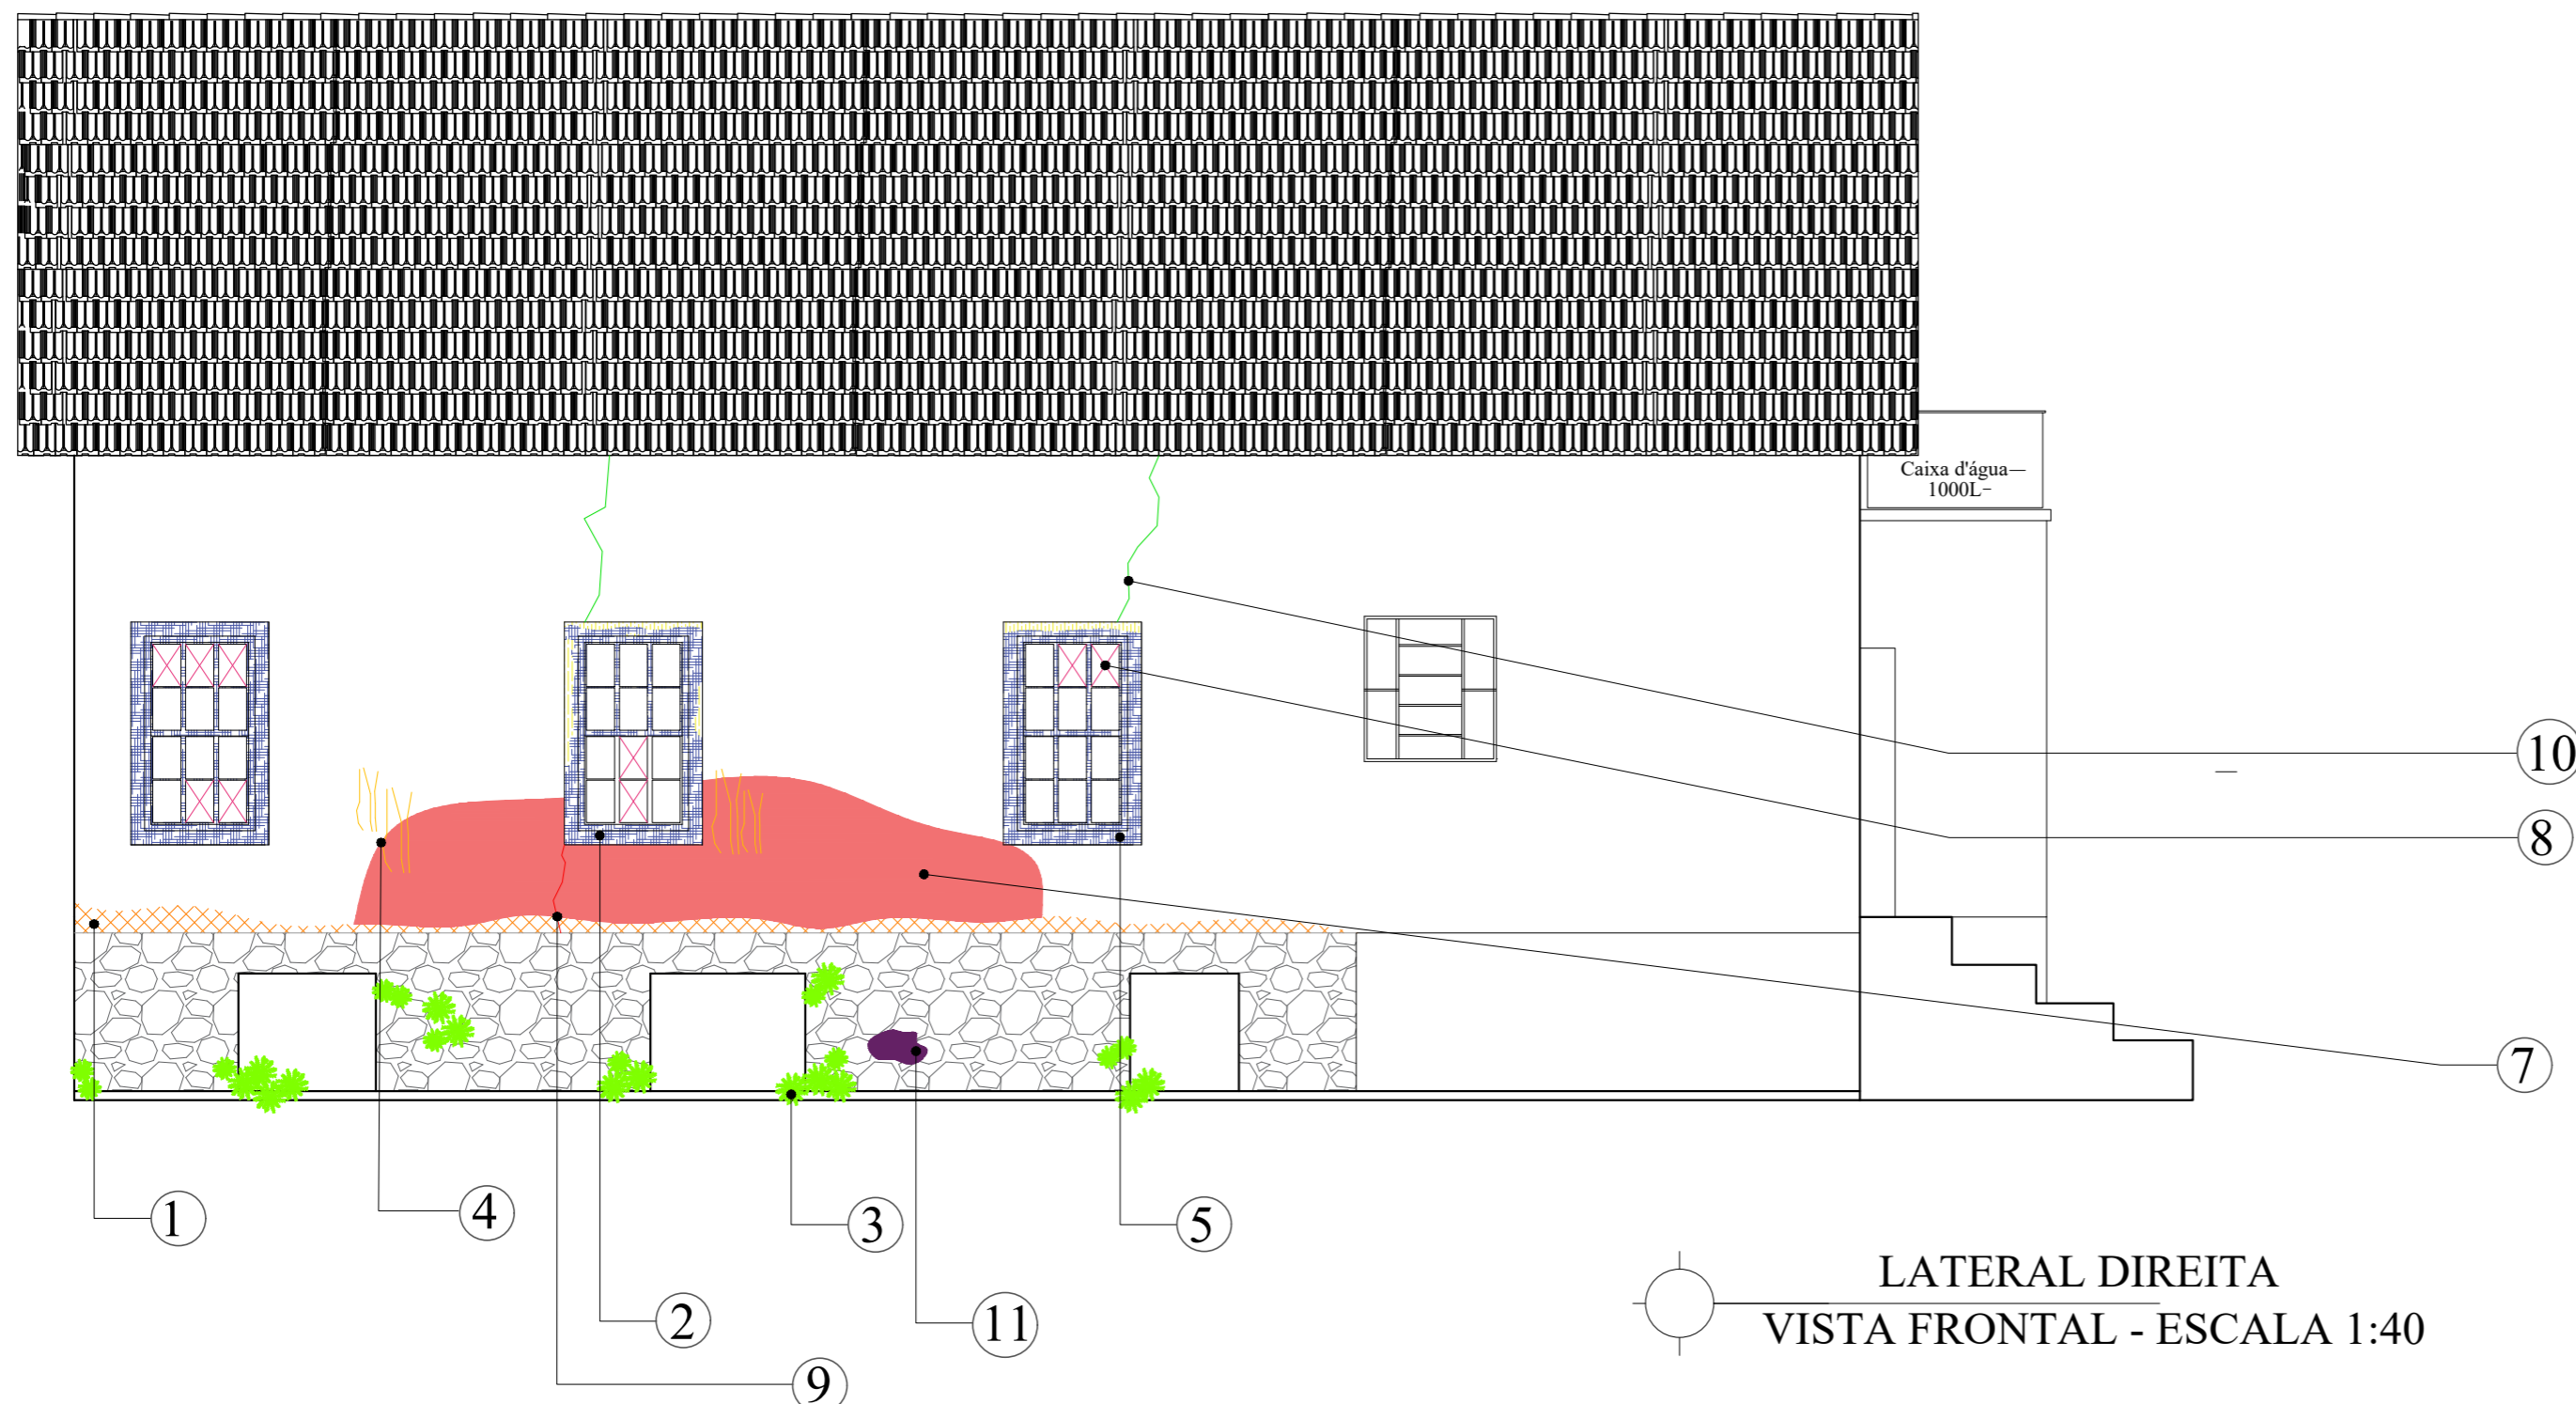 Caixa d'água
1000L
10
8
7
1
4
3
5
2
11
9
LATERAL DIREITA
VISTA FRONTAL - ESCALA 1:40